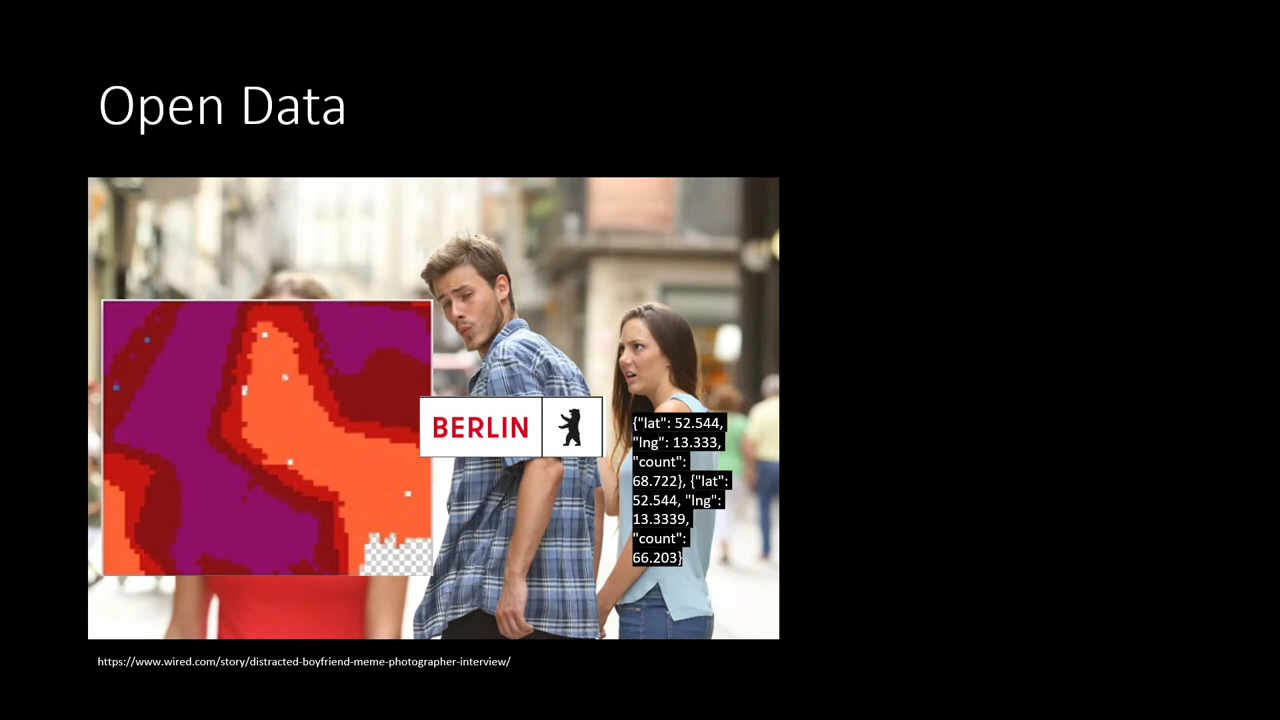 Open Data
BERLIN
{"lat": 52.544,
"lng": 13.333,
"count":
68.722}, {"lat":
52.544, "lng":
13.3339,
"count":
66.203}
https://www.wired.com/story/distracted-boyfriend-meme-photographer-interview/